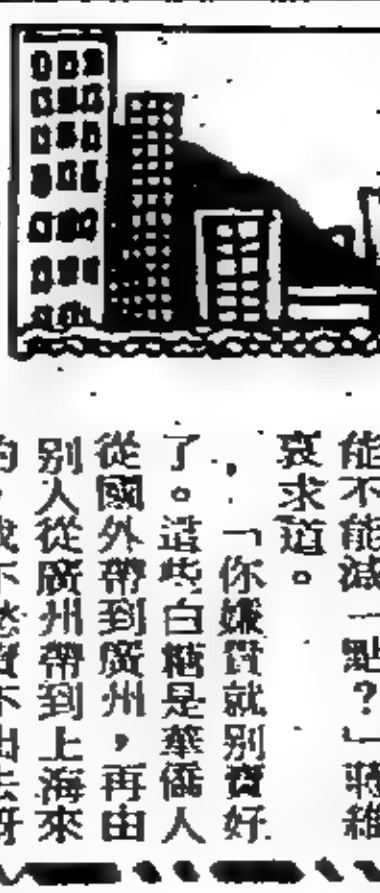 能不能減一點？」蔣維
哀求道。
「你嫌貴就別買好
了。這些白糖是華僑人
從國外帶到廣州，再由
別人從廣州帶到上海來